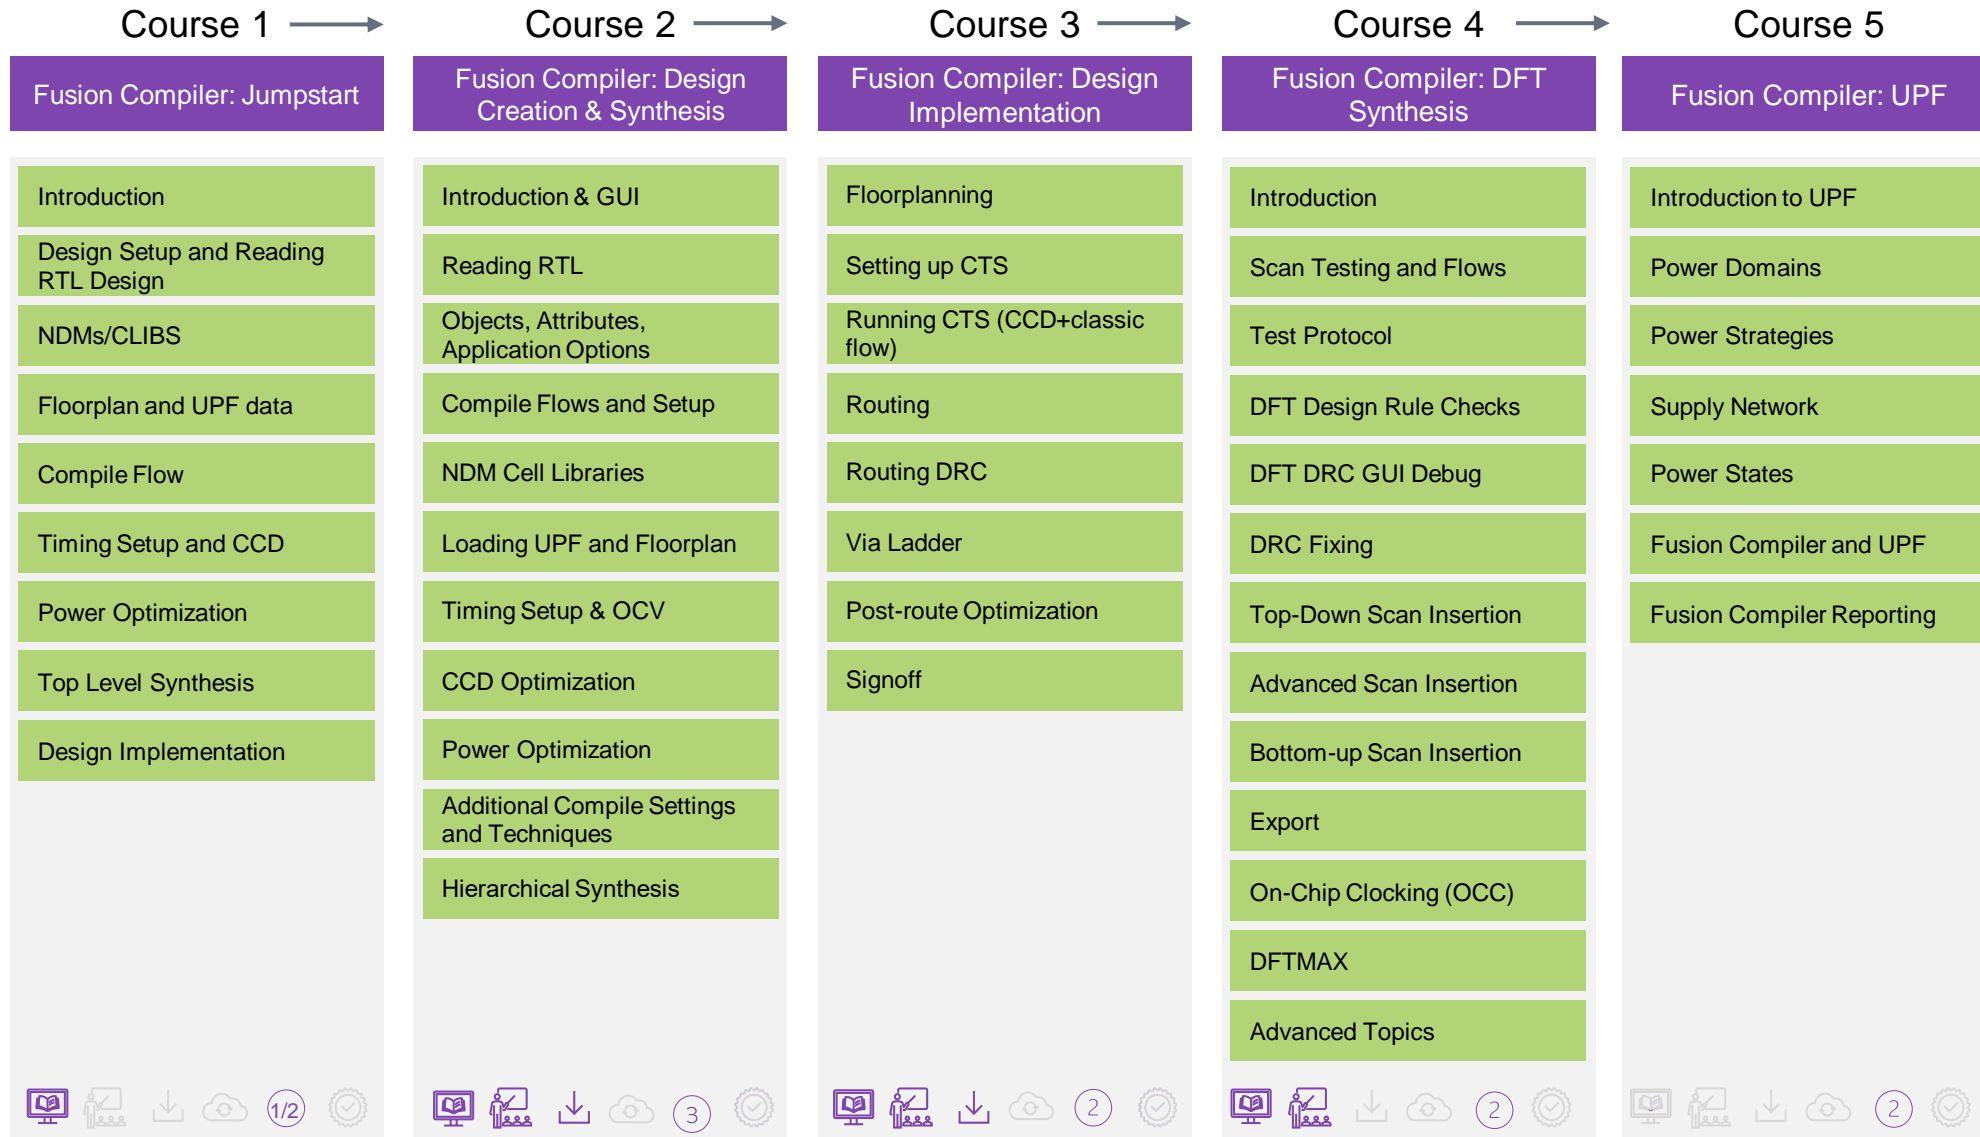 Course 1
Fusion Compiler: Jumpstart
Introduction
Design Setup and Reading
RTL Design
NDMs/CLIBS
Floorplan and UPF data
Compile Flow
Timing Setup and CCD
Power Optimization
Top Level Synthesis
Design Implementation
1/2
Course 2
Fusion Compiler: Design
Creation & Synthesis
Introduction & GUI
Reading RTL
Objects, Attributes,
Application Options
Compile Flows and Setup
NDM Cell Libraries
Loading UPF and Floorplan
Timing Setup & OCV
CCD Optimization
Power Optimization
Additional Compile Settings
and Techniques
Hierarchical Synthesis
3
Course 3
Fusion Compiler: Design
Implementation
Floorplanning
Setting up CTS
Running CTS (CCD+classic
flow)
Routing
Routing DRC
Via Ladder
Post-route Optimization
Signoff
2
Course 4
Fusion Compiler: DFT
Synthesis
Introduction
Scan Testing and Flows
Test Protocol
DFT Design Rule Checks
DFT DRC GUI Debug
DRC Fixing
Top-Down Scan Insertion
Advanced Scan Insertion
Bottom-up Scan Insertion
Export
On-Chip Clocking (OCC)
DFTMAX
Advanced Topics
2
Course 5
Fusion Compiler: UPF
Introduction to UPF
Power Domains
Power Strategies
Supply Network
Power States
Fusion Compiler and UPF
Fusion Compiler Reporting
2